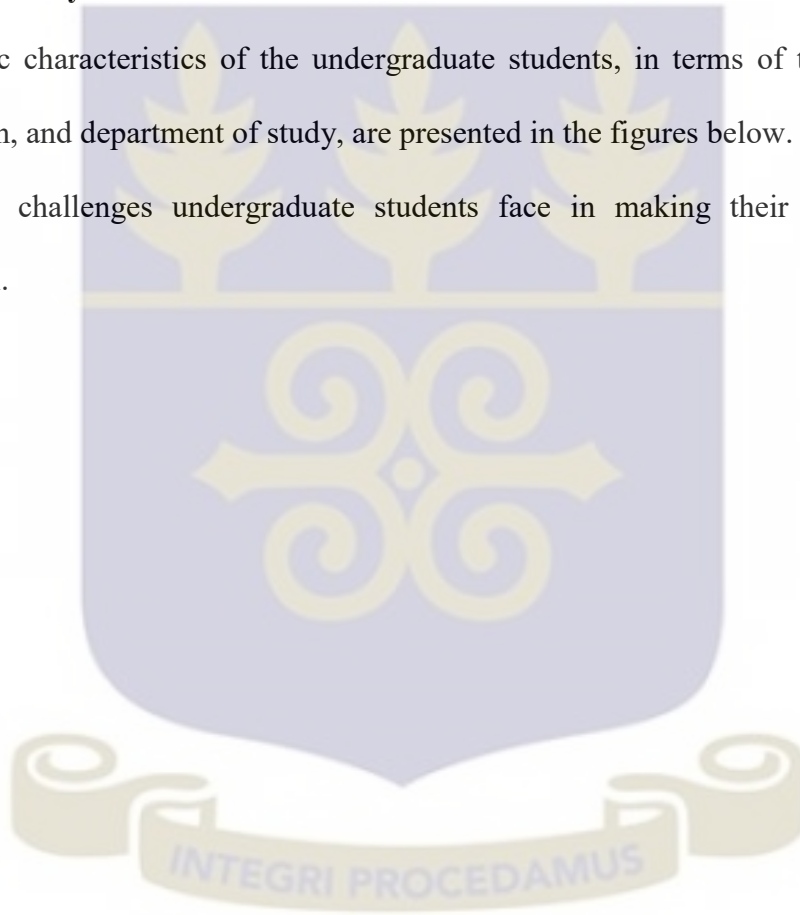 c characteristics of the undergraduate students, in terms of t
n, and department of study, are presented in the figures below.
challenges undergraduate students face in making their
.
INTEGRI PROCEDAMUS